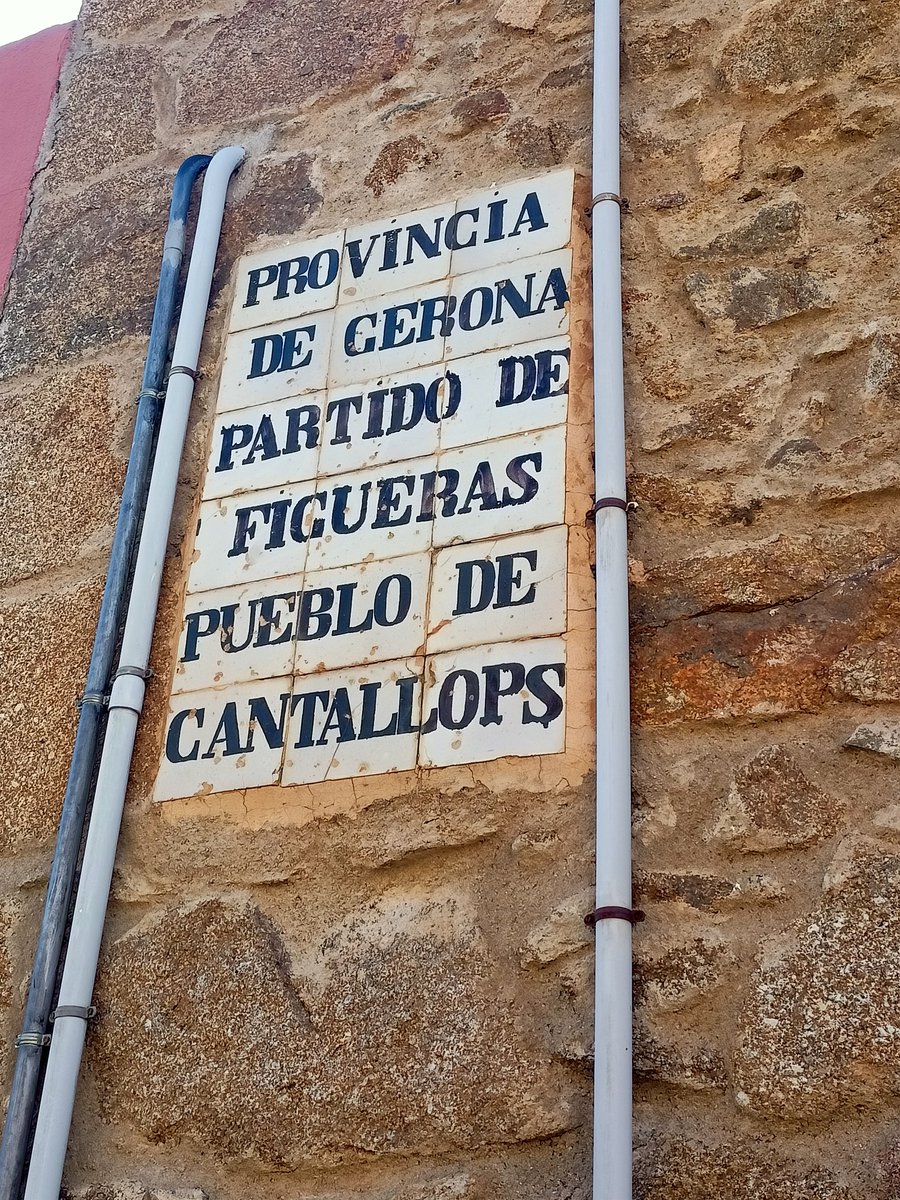 PROVINCIA
DE GERONA
PARTIDO DE
FIGUERAS
PUEBLO DE
CANTALLOPS